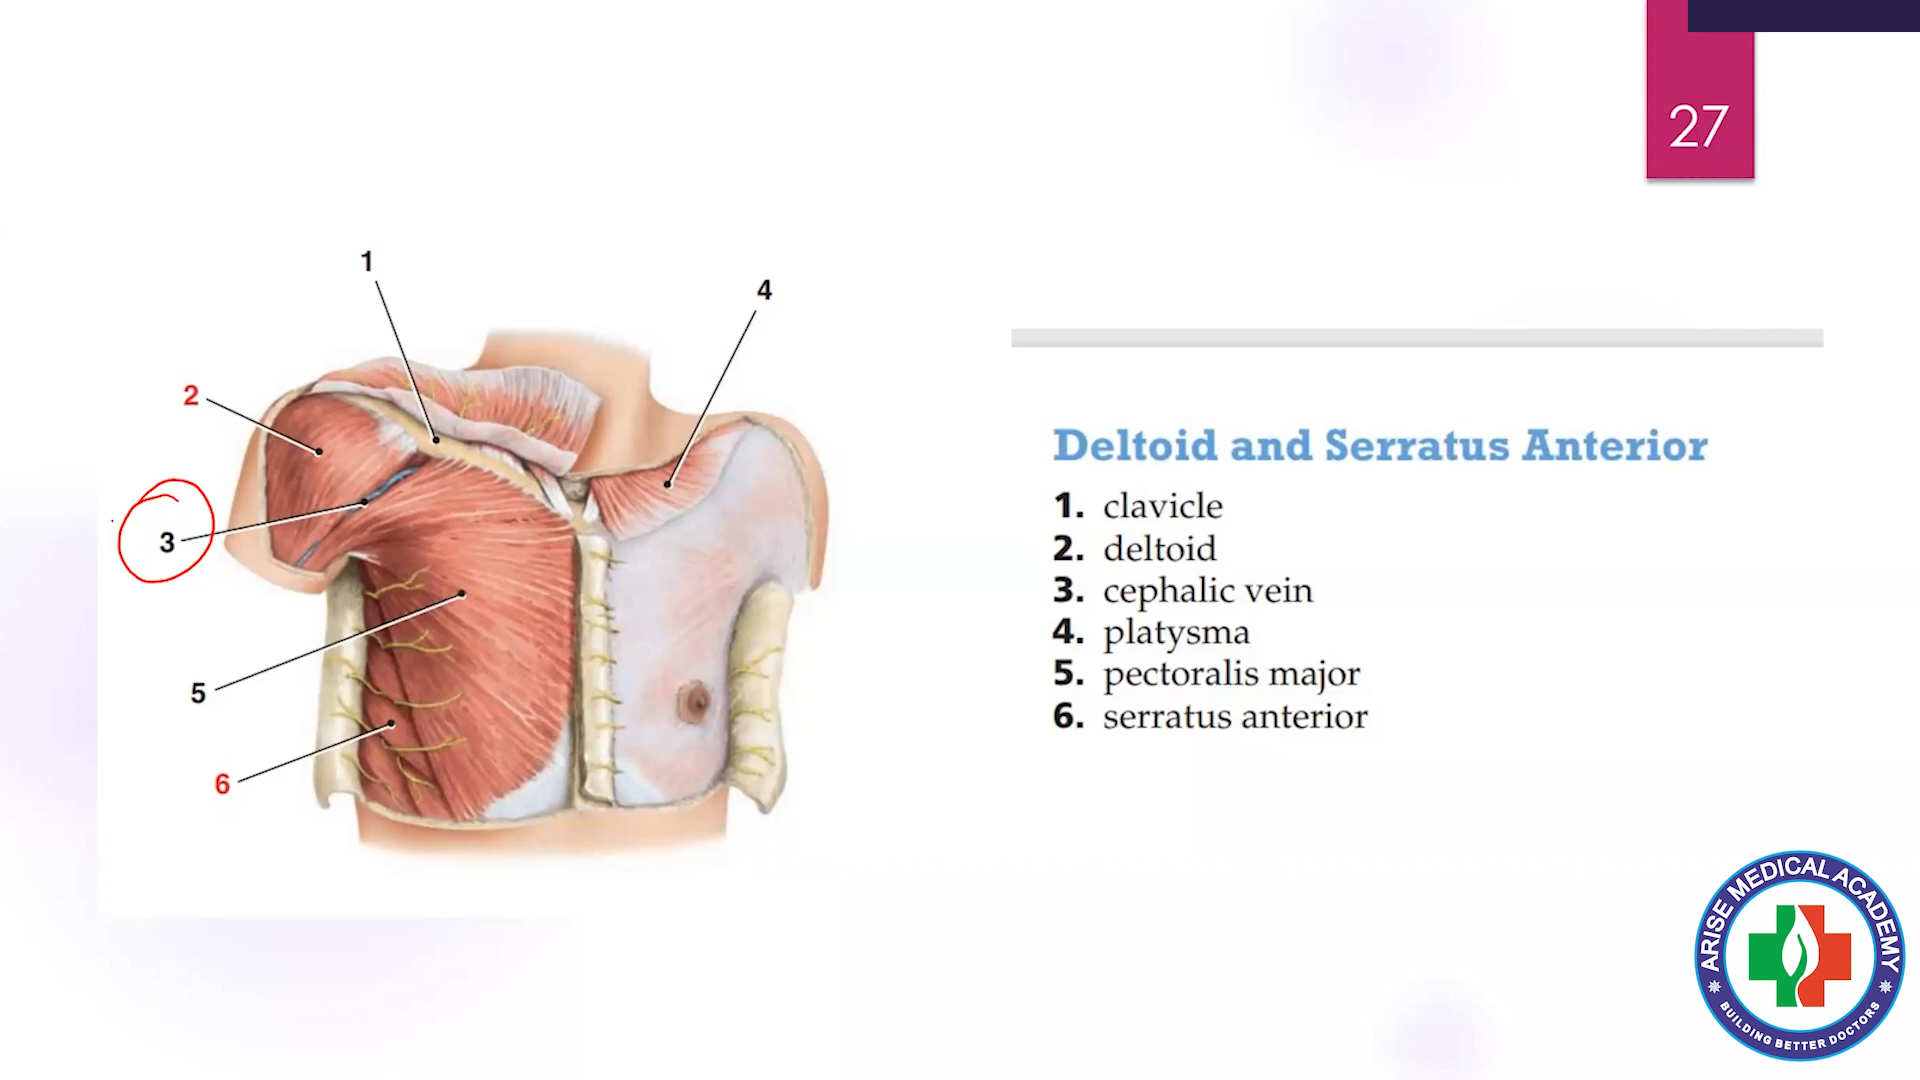 27
1
4
2
3
5
6
Deltoid and Serratus Anterior
1. clavicle
2. deltoid
3. cephalic vein
4. platysma
5. pectoralis major
6. serratus anterior
ARISE MEDICAL ACADEMY
BUILDING BETTER DOCTORS